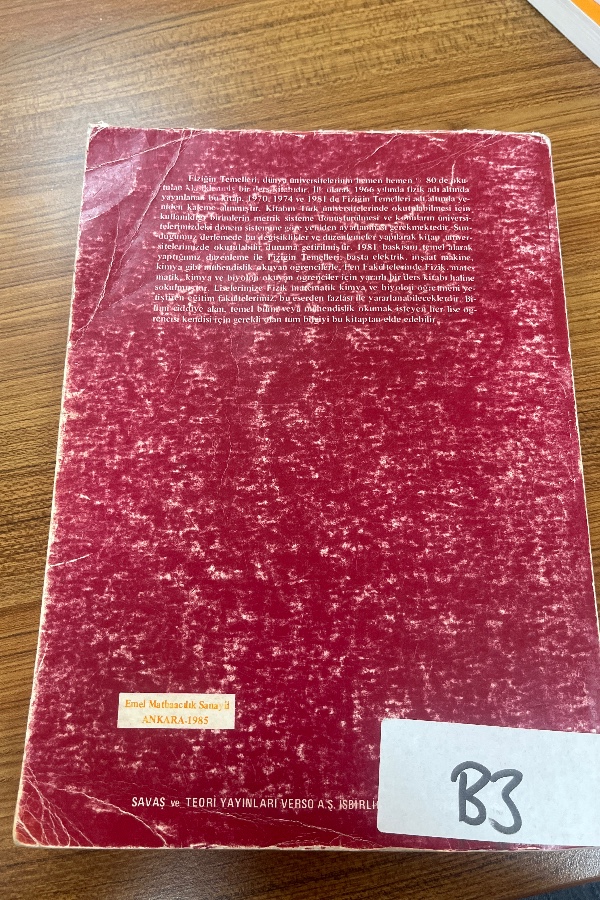 Fiziğin Temelleri; dünya üniversitelerinin hemen hemen % 80 de oku-
tulan klasikleşmiş bir ders kitabıdır. İlk olarak 1966 yılında fizik adı altında
yayınlanan bu kitap, 1970, 1974 ve 1981 de Fiziğin Temelleri adı altında ye-
niden kaleme alınmıştır. Kitabın Türk üniversitelerinde okutulabilmesi için
kullanıldığı birimlerin metrik sisteme dönüştürülmesi ve konuların üniversi-
telerimizdeki dönem sistemine göre yeniden ayarlanması gerekmektedir. Sun-
duğumuz derlemede bu değişiklikler ve düzenlemeler yapılarak kitap üniver-
sitelerimizde okutulabilir duruma getirilmiştir. 1981 baskısını temel alarak
yaptığımız düzenleme ile Fiziğin Temelleri; başta elektrik, inşaat makine,
kimya gibi mühendislik okuyan öğrencilerle, Fen Fakültelerinde Fizik, mate-
matik, kimya ve biyoloji okuyan öğrenciler için yararlı bir ders kitabı haline
sokulmuştur. Liselerimize Fizik matematik kimya ve biyoloji öğretmeni ye-
tiştiren eğitim fakültelerimiz, bu eserden fazlası ile yararlanabileceklerdir. Bi-
limi ciddiye alan, temel bilim veya mühendislik okumak isteyen her lise öğ-
rencisi kendisi için gerekli olan tüm bilgiyi bu kitaptan elde edebilir.
Emel Matbaacılık Sanayii
ANKARA-1985
SAVAŞ ve TEORİ YAYINLARI VERSO A.Ş. İŞBİRLİ
B3